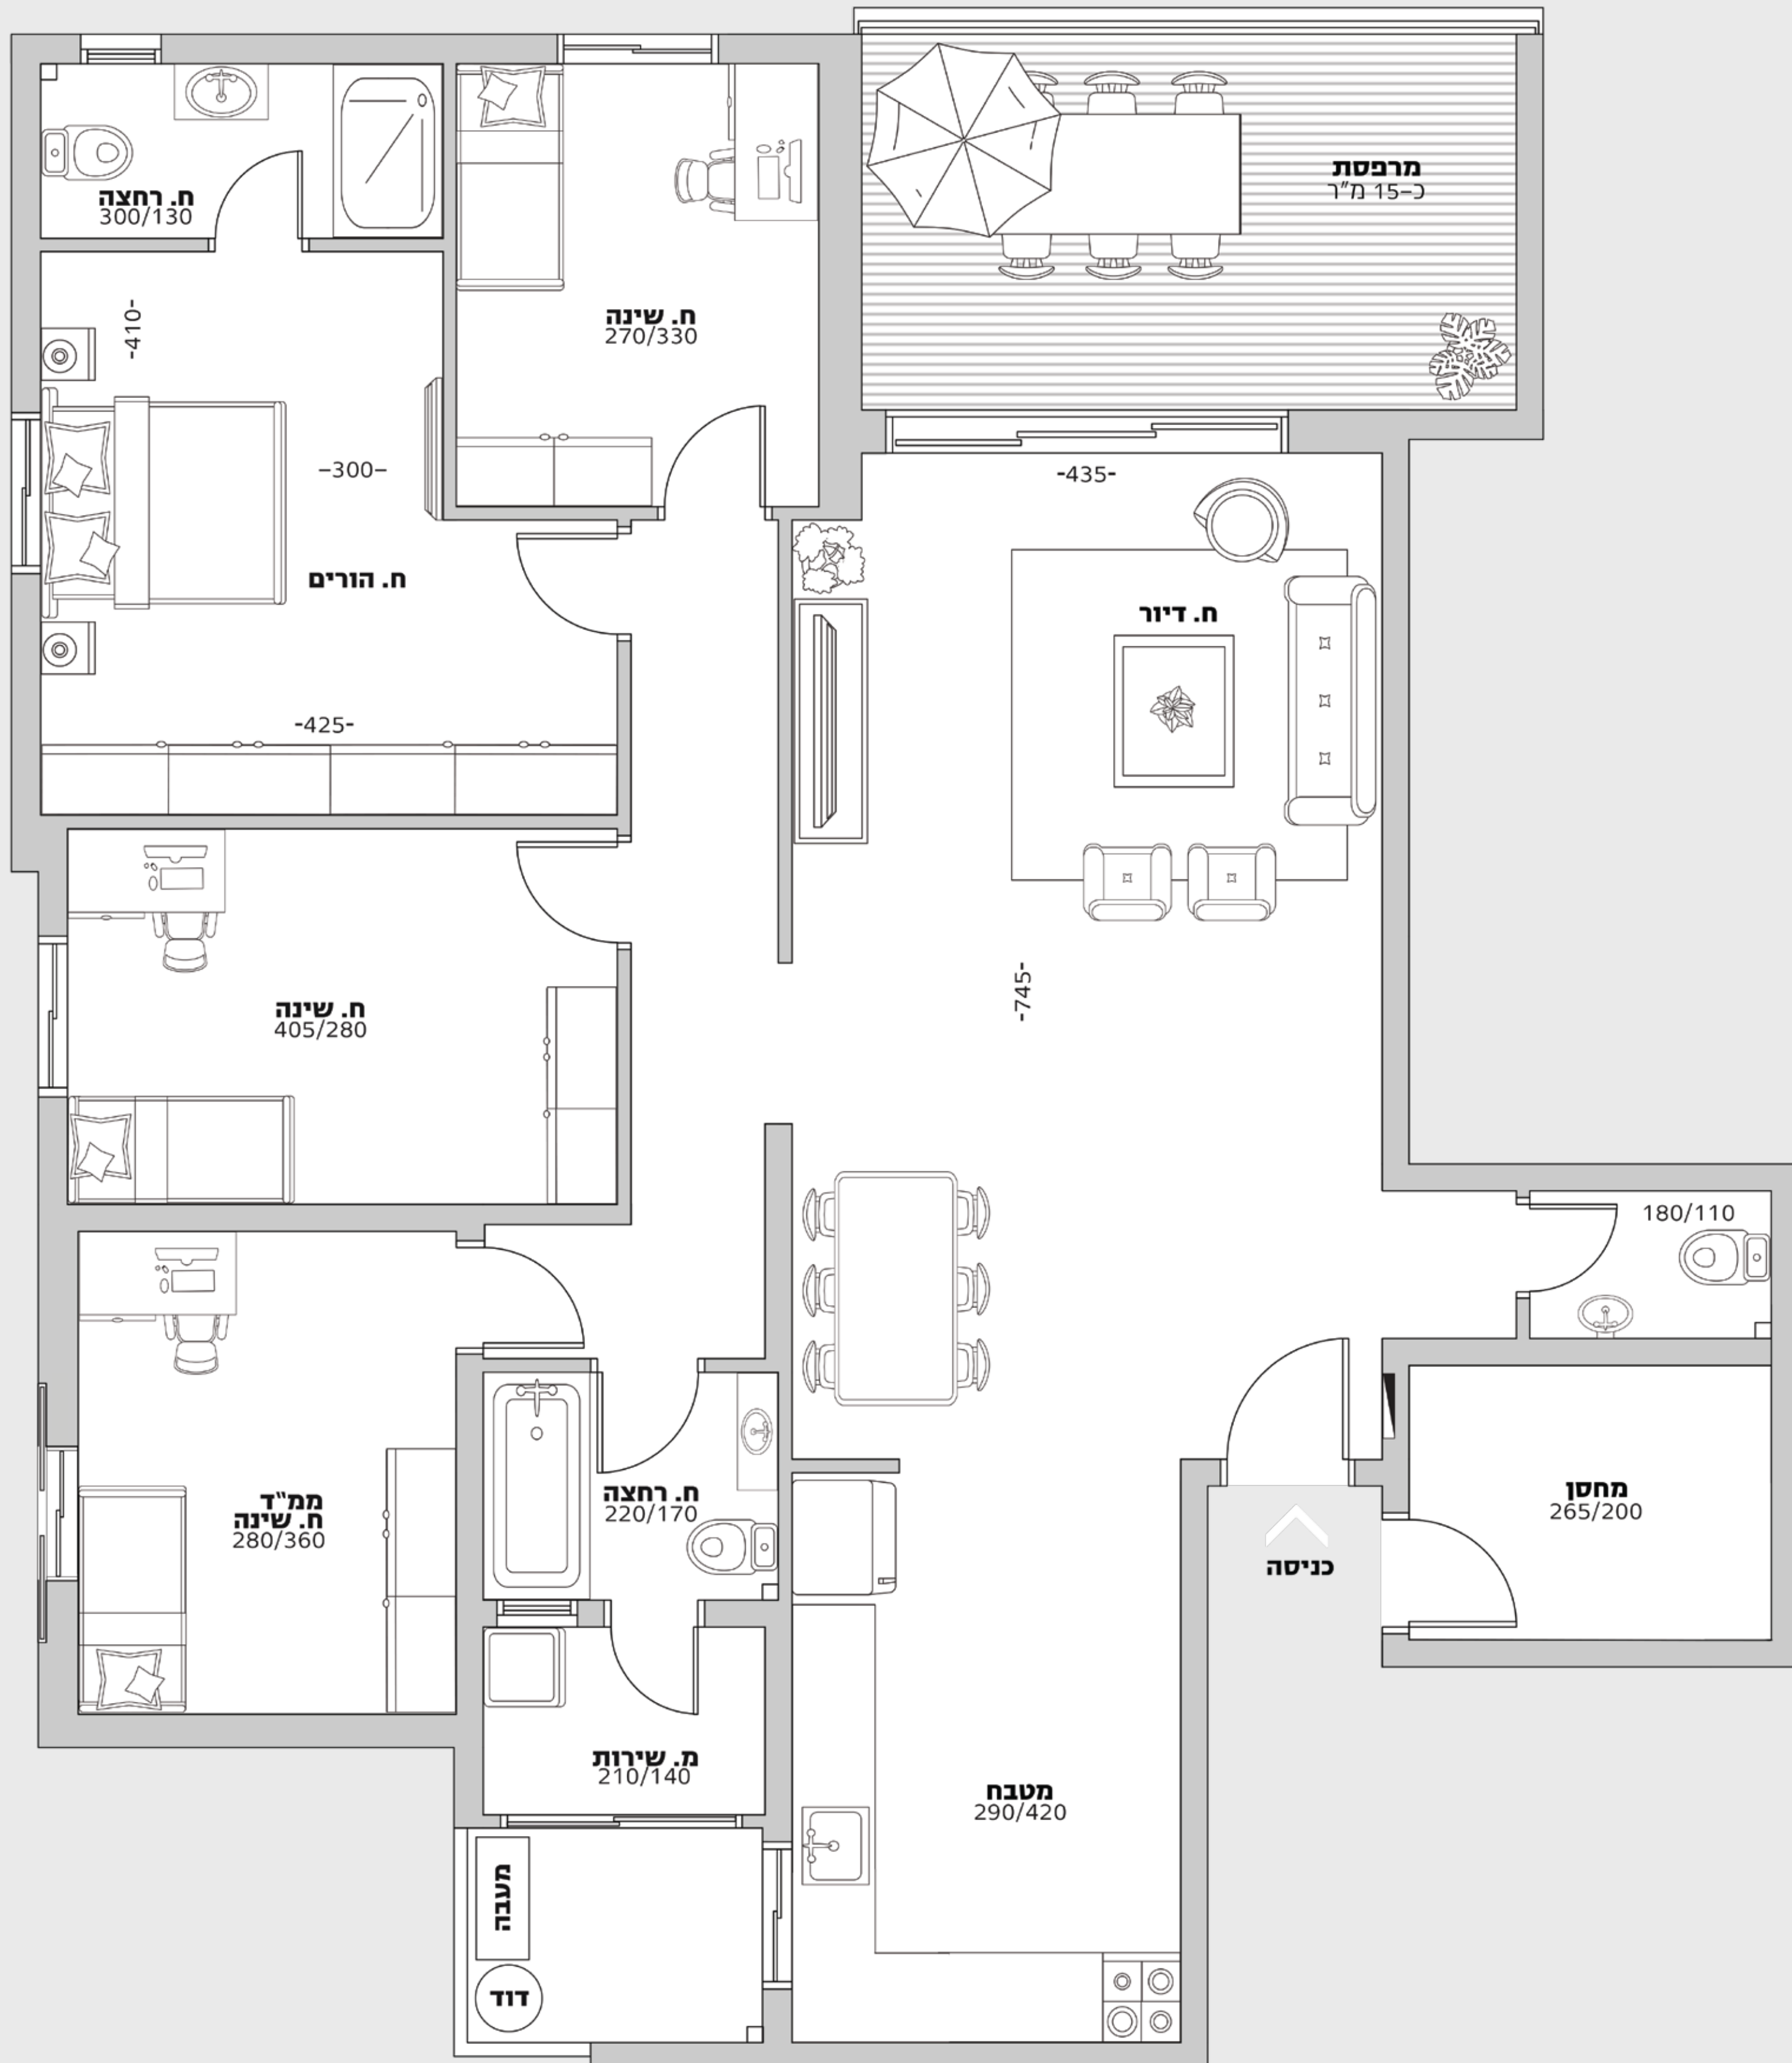 מרפסת
כ–15 מ"ר
ח. רחצה
300/130
ח. שינה
270/330
-410-
–300–
ח. הורים
-425-
-435-
ח. דיור
-745-
ח. שינה
405/280
180/110
ממ"ד
ח. שינה
280/360
ח. רחצה
220/170
מחסן
265/200
כניסה
מ. שירות
210/140
מטבח
290/420
מעבה
דוד